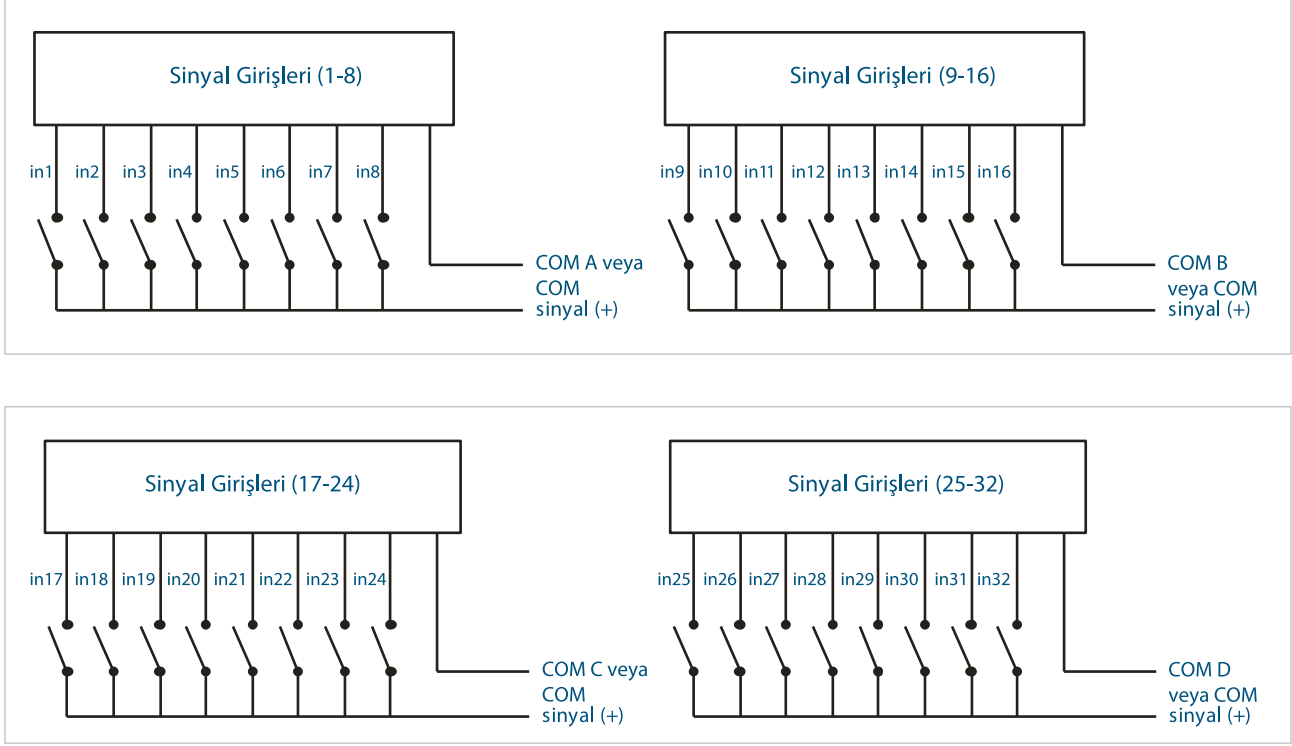 Sinyal Girişleri (1-8)
in1 in2 in3 in4 in5 in6 in7 in8
COM A veya
COM
sinyal (+)
Sinyal Girişleri (9-16)
in9 in10 in11 in12 in13 in14 in15 in16
COM B
veya COM
sinyal (+)
Sinyal Girişleri (17-24)
in17 in18 in19 in20 in21 in22 in23 in24
COM C veya
COM
sinyal (+)
Sinyal Girişleri (25-32)
in25 in26 in27 in28 in29 in30 in31 in32
COM D
veya COM
sinyal (+)